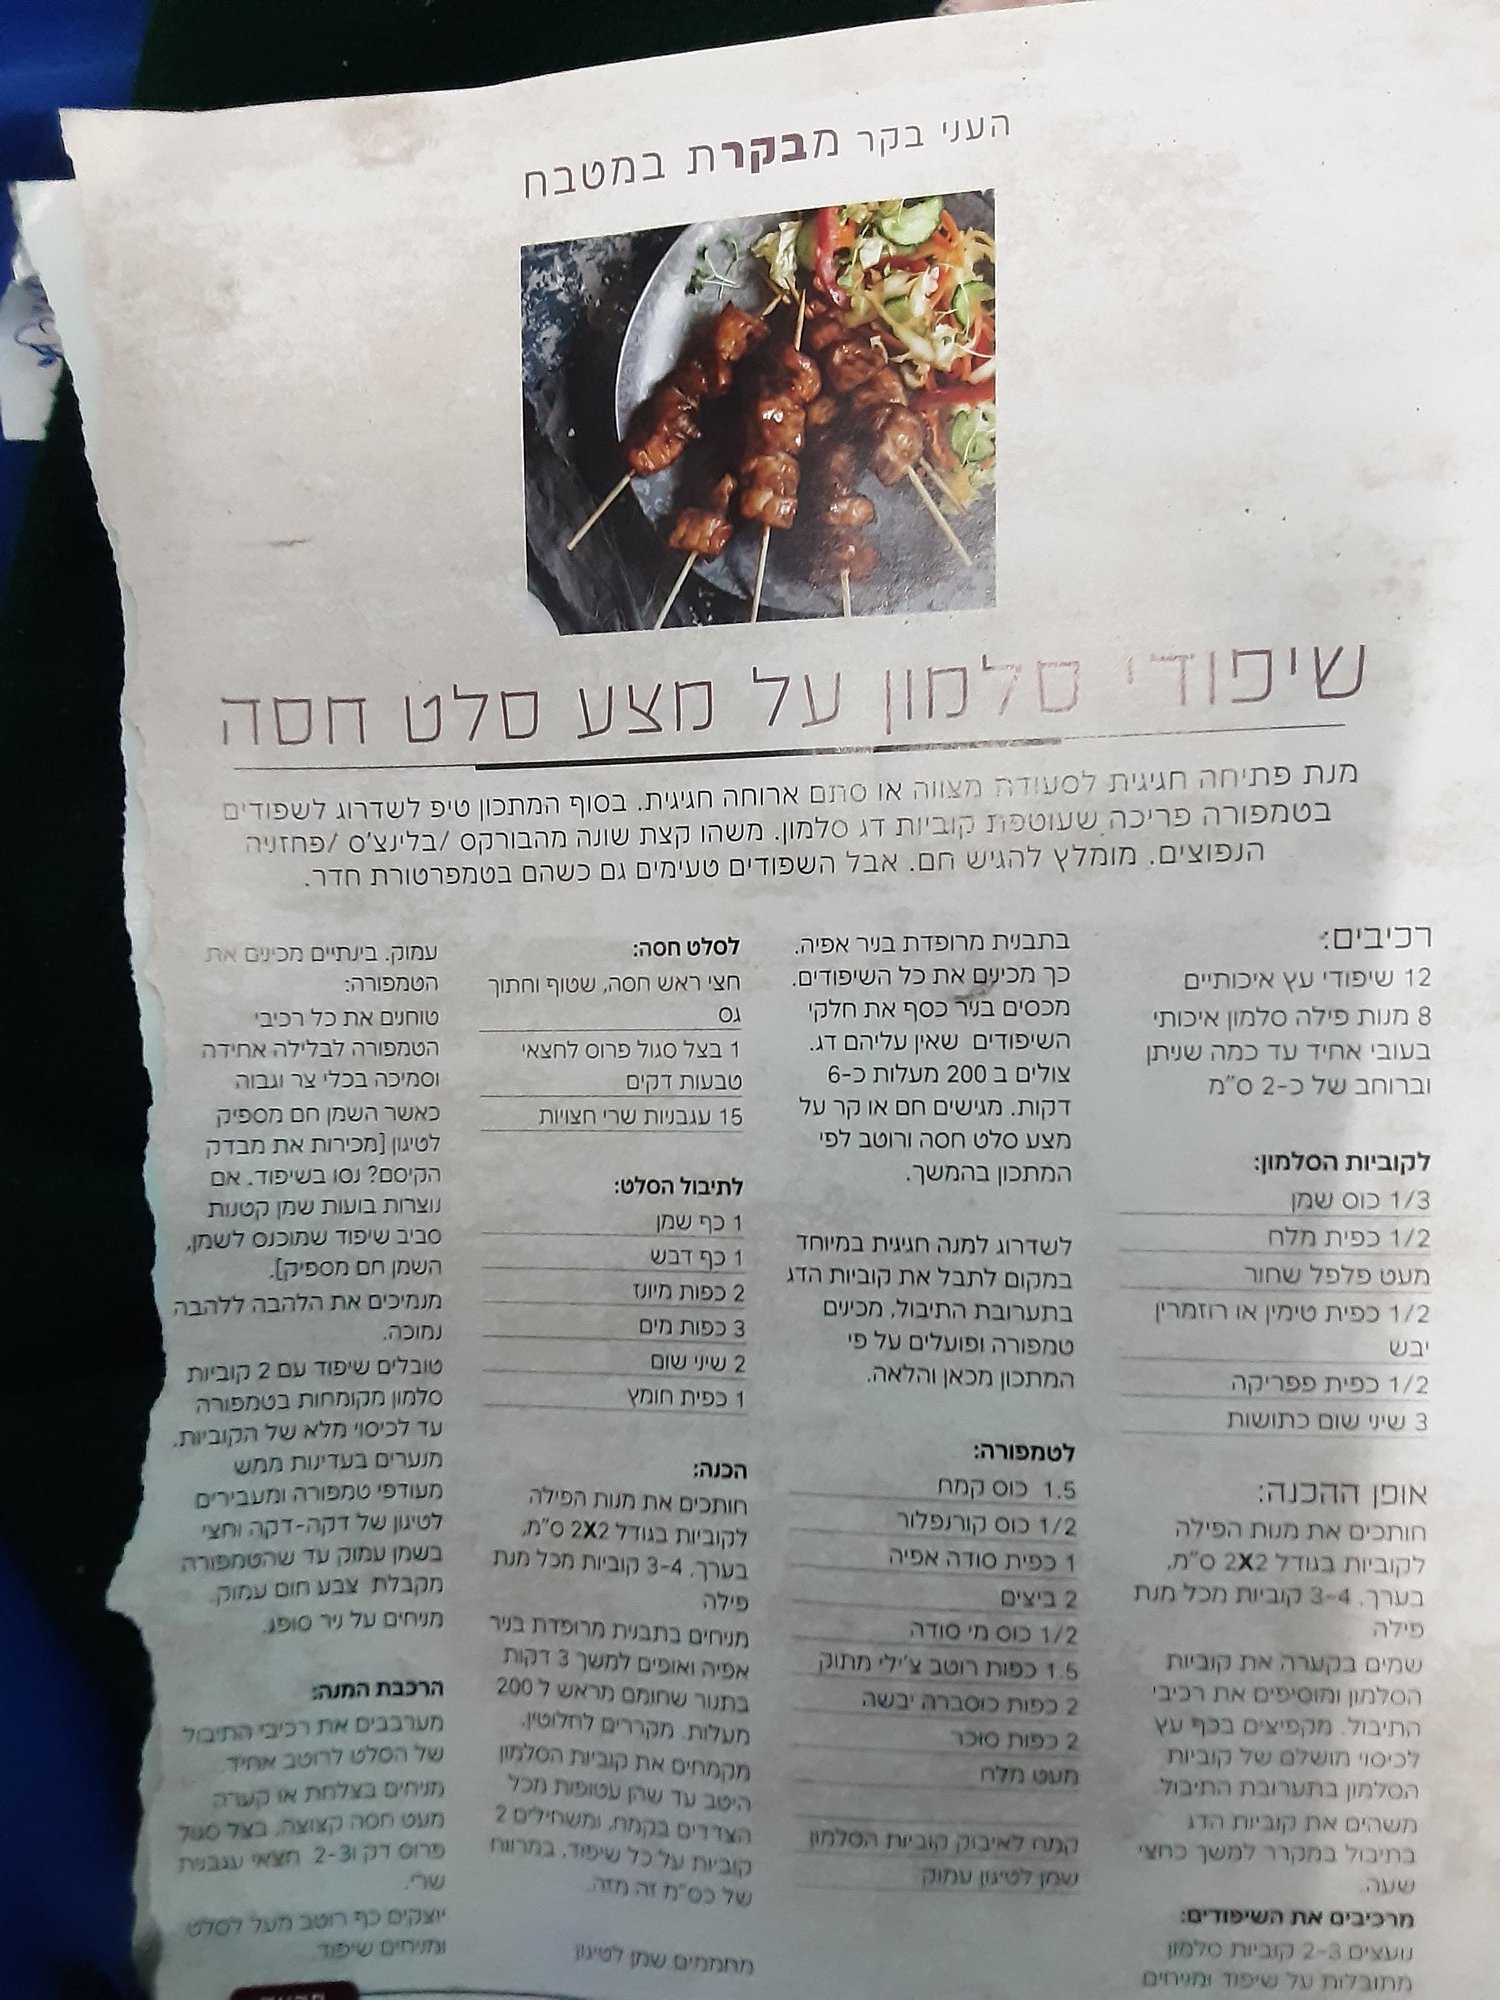 העני בקר מבקרת במטבח
שיפודי סלמון על מצע סלט חסה
מנת פתיחה חגיגית לסעודת מצווה או סתם ארוחה חגיגית. בסוף המתכון טיפ לשדרוג לשפודים
בטמפורה פריכה שעוטפת קוביות דג סלמון. משהו קצת שונה מהבורקס /בלינצ'ס /פחזניה
הנפוצים. מומלץ להגיש חם. אבל השפודים טעימים גם כשהם בטמפרטורת חדר.
רכיבים:
12 שיפודי עץ איכותיים
8 מנות פילה סלמון איכותי
בעובי אחיד עד כמה שניתן
וברוחב של כ-2 ס"מ
לקוביות הסלמון:
1/3 כוס שמן
1/2 כפית מלח
מעט פלפל שחור
1/2 כפית טימין או רוזמרין
יבש
1/2 כפית פפריקה
3 שיני שום כתושות
אופן ההכנה:
חותכים את מנות הפילה
לקוביות בגודל 2X2 ס"מ,
בערך. 3-4 קוביות מכל מנת
פילה
שמים בקערה את קוביות
הסלמון ומוסיפים את רכיבי
התיבול. מקפיצים בכף עץ
לכיסוי מושלם של קוביות
הסלמון בתערובת התיבול.
משהים את קוביות הדג
בתיבול במקרר למשך כחצי
שעה.
מרכיבים את השיפודים:
נועצים 2-3 קוביות סלמון
מתובלות על שיפוד ומניחים
בתבנית מרופדת בניר אפיה.
כך מכינים את כל השיפודים.
מכסים בניר כסף את חלקי
השיפודים שאין עליהם דג.
צולים ב 200 מעלות כ-6
דקות. מגישים חם או קר על
מצע סלט חסה ורוטב לפי
המתכון בהמשך.
לשדרוג למנה חגיגית במיוחד
במקום לתבל את קוביות הדג
בתערובת התיבול, מכינים
טמפורה ופועלים על פי
המתכון מכאן והלאה.
לטמפורה:
1.5 כוס קמח
1/2 כוס קורנפלור
1 כפית סודה אפיה
2 ביצים
1/2 כוס מי סודה
1.5 כפות רוטב צ'ילי מתוק
2 כפות כוסברה יבשה
2 כפות סוכר
מעט מלח
קמח לאיבוק קוביות הסלמון
שמן לטיגון עמוק
לסלט חסה:
חצי ראש חסה, שטוף וחתוך
גס
1 בצל סגול פרוס לחצאי
טבעות דקים
15 עגבניות שרי חצויות
לתיבול הסלט:
1 כף שמן
1 כף דבש
2 כפות מיונז
3 כפות מים
2 שיני שום
1 כפית חומץ
הכנה:
חותכים את מנות הפילה
לקוביות בגודל 2X2 ס"מ,
בערך. 3-4 קוביות מכל מנת
פילה
מניחים בתבנית מרופדת בניר
אפיה ואופים למשך 3 דקות
בתנור שחומם מראש ל 200
מעלות. מקררים לחלוטין.
מקמחים את קוביות הסלמון
היטב עד שהן עטופות מכל
הצדדים בקמח, ומשחילים 2
קוביות על כל שיפוד, במרווח
של כס"מ זה מזה.
מחממים שמן לטיגון
עמוק. בינתיים מכינים את
הטמפורה:
טוחנים את כל רכיבי
הטמפורה לבלילה אחידה
וסמיכה בכלי צר וגבוה
כאשר השמן חם מספיק
לטיגון [מכירות את מבדק
הקיסם? נסו בשיפוד. אם
נוצרות בועות שמן קטנות
סביב שיפוד שמוכנס לשמן,
השמן חם מספיק].
מנמיכים את הלהבה ללהבה
נמוכה.
טובלים שיפוד עם 2 קוביות
סלמון מקומחות בטמפורה
עד לכיסוי מלא של הקוביות,
מנערים בעדינות ממש
מעודפי טמפורה ומעבירים
לטיגון של דקה-דקה וחצי
בשמן עמוק עד שהטמפורה
מקבלת צבע חום עמוק.
מניחים על ניר סופג.
הרכבת המנה:
מערבבים את רכיבי התיבול
של הסלט לרוטב אחיד.
מניחים בצלחת או קערה
מעט חסה קצוצה, בצל סגול
פרוס דק ו2-3 חצאי עגבנית
שרי.
יוצקים כף רוטב מעל לסלט
ומניחים שיפוד.